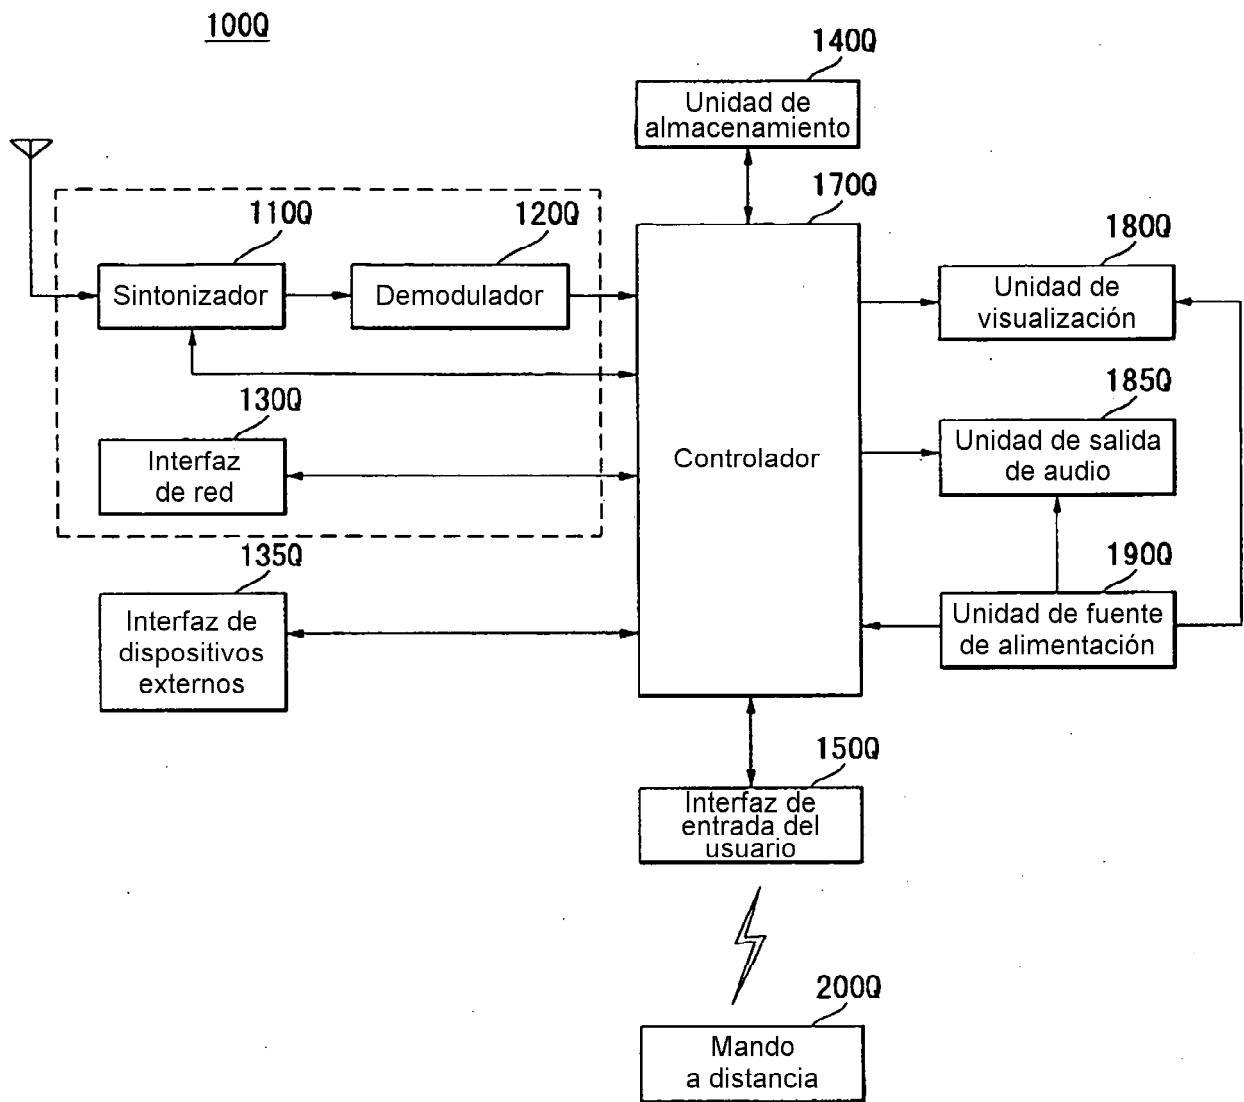 100Q
140Q
Unidad de
almacenamiento
170Q
110Q
120Q
180Q
Sintonizador
Demodulador
Unidad de
visualización
130Q
185Q
Interfaz
de red
Controlador
Unidad de salida
de audio
135Q
190Q
Interfaz de
dispositivos
externos
Unidad de fuente
de alimentación
150Q
Interfaz de
entrada del
usuario
200Q
Mando
a distancia